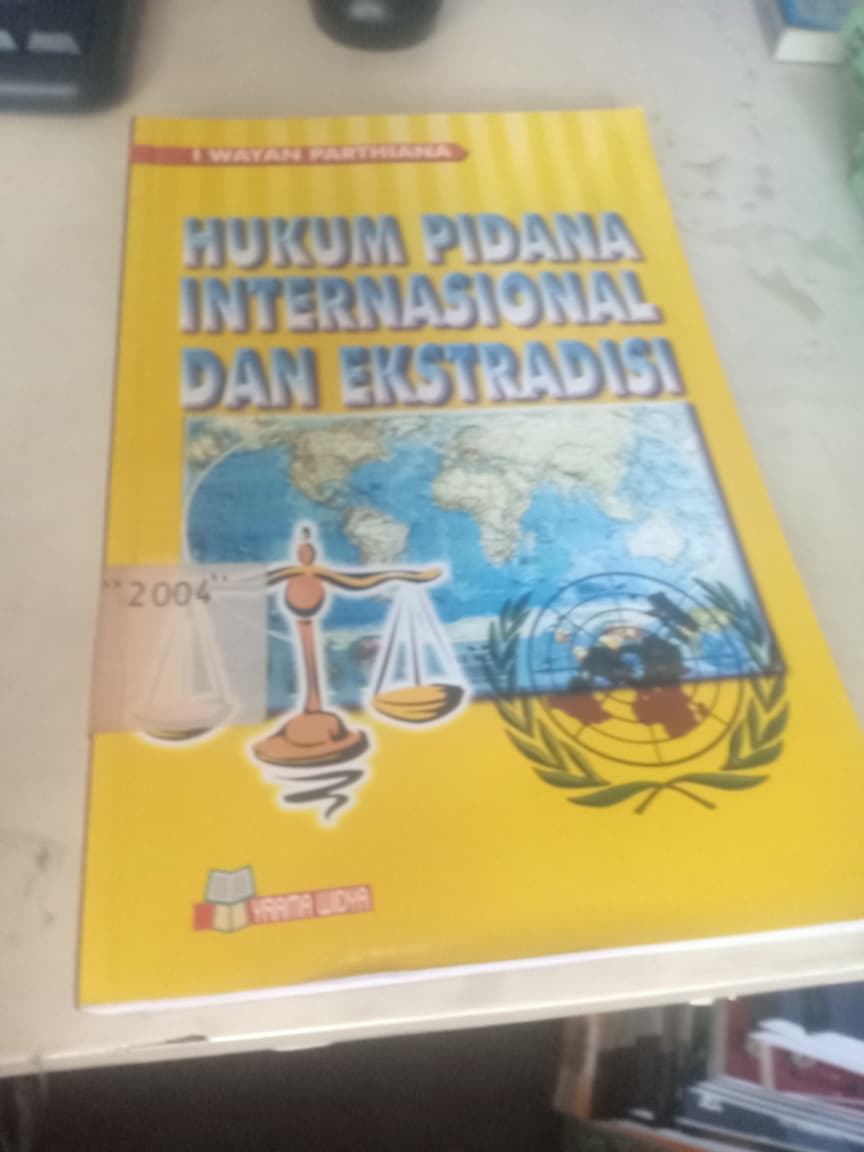 I WAYAN PARTHIANA
HUKUM PIDANA
INTERNASIONAL
DAN EKSTRADISI
"2004"
YRAMA WIDYA